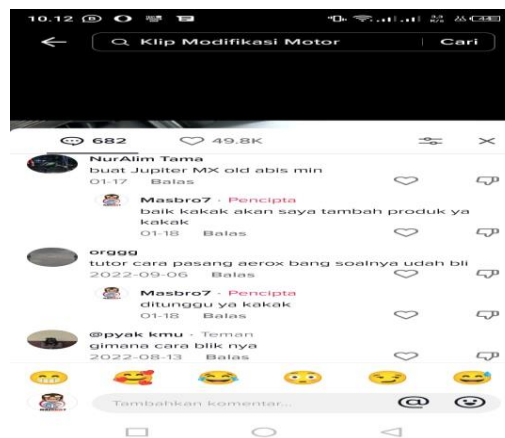 10.12
Klip Modifikasi Motor
Cari
682
49.8K
NurAlim Tama
buat Jupiter MX old abis min
01-17 Balas
Masbro7 · Pencipta
baik kakak akan saya tambah produk ya
kakak
01-18 Balas
orggg
tutor cara pasang aerox bang soalnya udah bli
2022-09-06 Balas
Masbro7 · Pencipta
ditunggu ya kakak
01-18 Balas
@pyak kmu · Teman
gimana cara blik nya
2022-08-13 Balas
Tambahkan komentar...